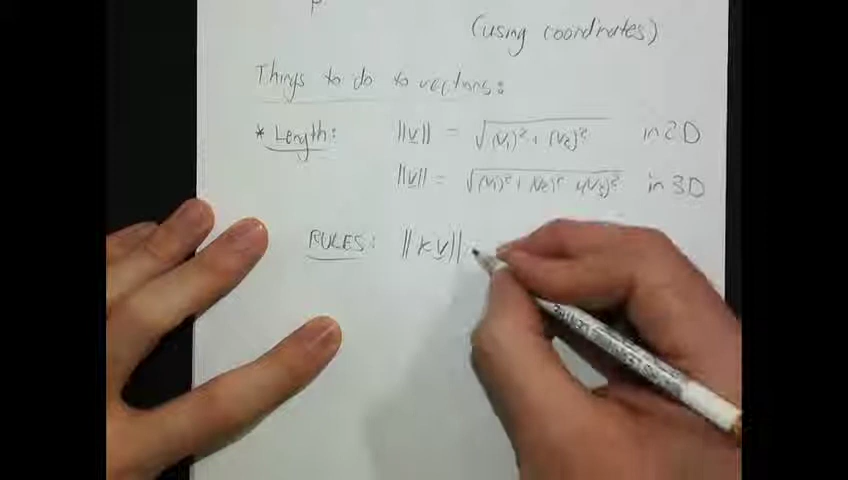 (using coordinates)
Things to do to vectors:
* Length: ||v|| = √(v₁)² + (v₂)² in 2D
||v|| = √(v₁)² + (v₂)² + (v₃)² in 3D
RULES: ||kv||